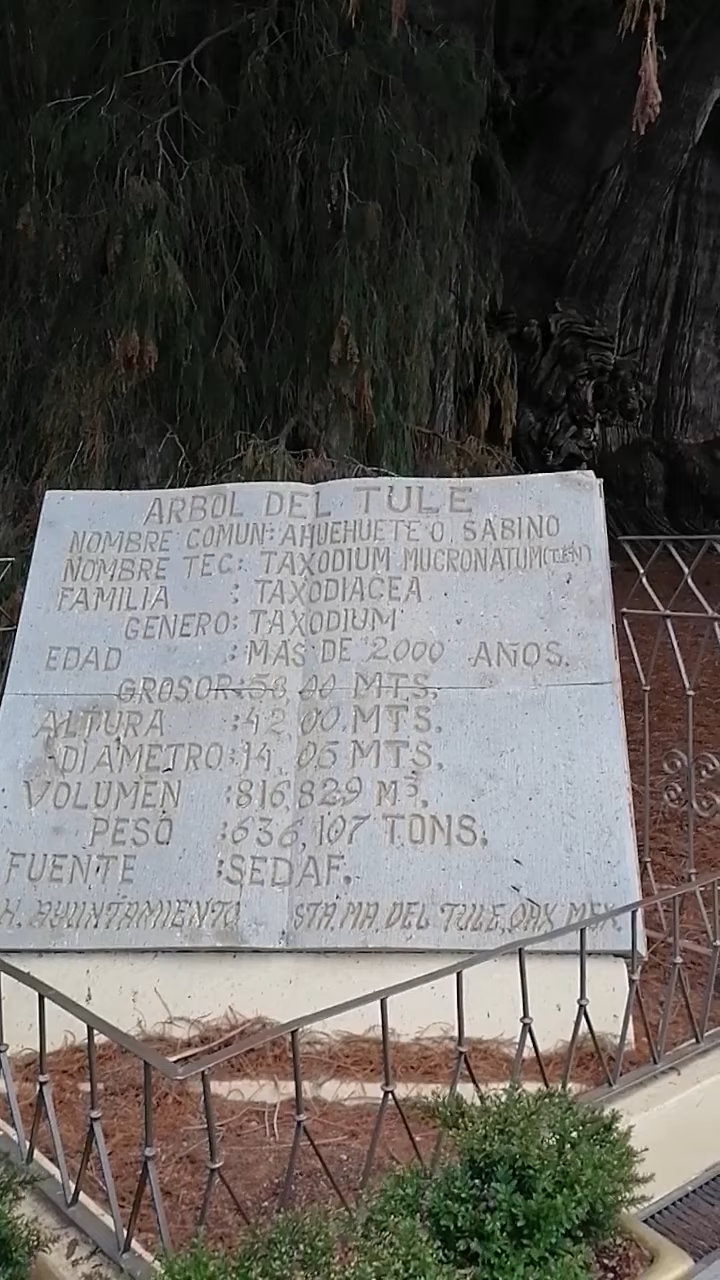 ARBOL DEL TULE
NOMBRE COMUN: AHUEHUETE O SABINO
NOMBRE TEC: TAXODIUM MUCRONATUM (TEN)
FAMILIA : TAXODIACEA
GENERO: TAXODIUM
EDAD : MAS DE 2000 AÑOS.
GROSOR: 58,00 MTS.
ALTURA : 42,00 MTS.
DIAMETRO: 14,05 MTS.
VOLUMEN : 816,829 M³.
PESO : 636,107 TONS.
FUENTE : SEDAF.
H. AYUNTAMIENTO STA. MA. DEL TULE, OAX MEX.